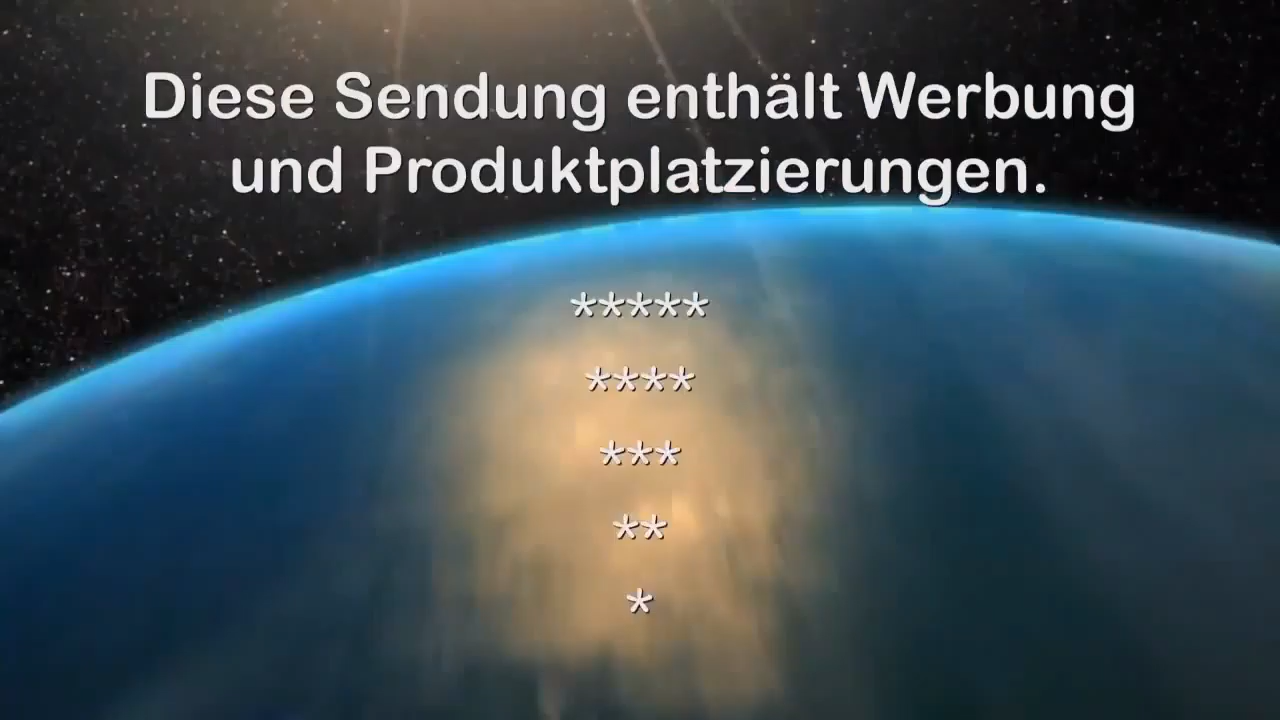 Diese Sendung enthält Werbung
und Produktplatzierungen.
*****
****
***
**
*